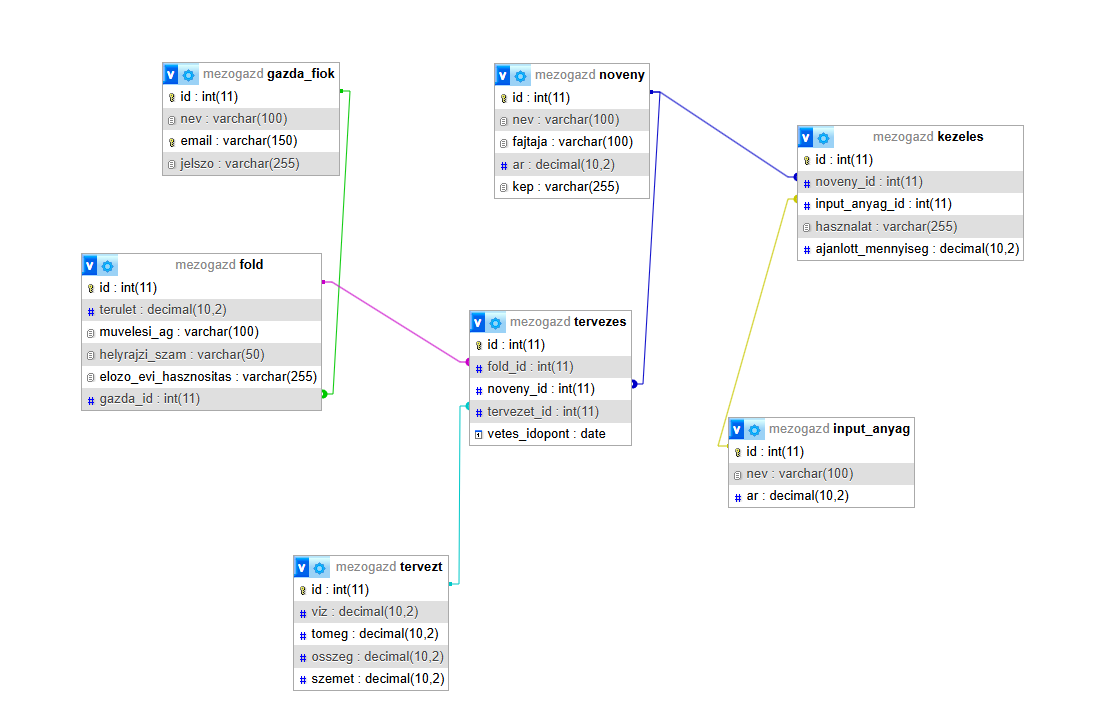 v mezogazd gazda_fiok
id : int(11)
nev : varchar(100)
email : varchar(150)
jelszo : varchar(255)
v mezogazd noveny
id : int(11)
nev : varchar(100)
fajtaja : varchar(100)
# ar : decimal(10,2)
kep : varchar(255)
v mezogazd kezeles
id : int(11)
# noveny_id : int(11)
# input_anyag_id : int(11)
hasznalat : varchar(255)
# ajanlott_mennyiseg : decimal(10,2)
v mezogazd fold
id : int(11)
# terulet : decimal(10,2)
muvelesi_ag : varchar(100)
helyrajzi_szam : varchar(50)
elozo_evi_hasznositas : varchar(255)
# gazda_id : int(11)
v mezogazd tervezes
id : int(11)
# fold_id : int(11)
# noveny_id : int(11)
# tervezet_id : int(11)
vetes_idopont : date
v mezogazd input_anyag
id : int(11)
nev : varchar(100)
# ar : decimal(10,2)
v mezogazd tervezt
id : int(11)
# viz : decimal(10,2)
# tomeg : decimal(10,2)
# osszeg : decimal(10,2)
# szemet : decimal(10,2)